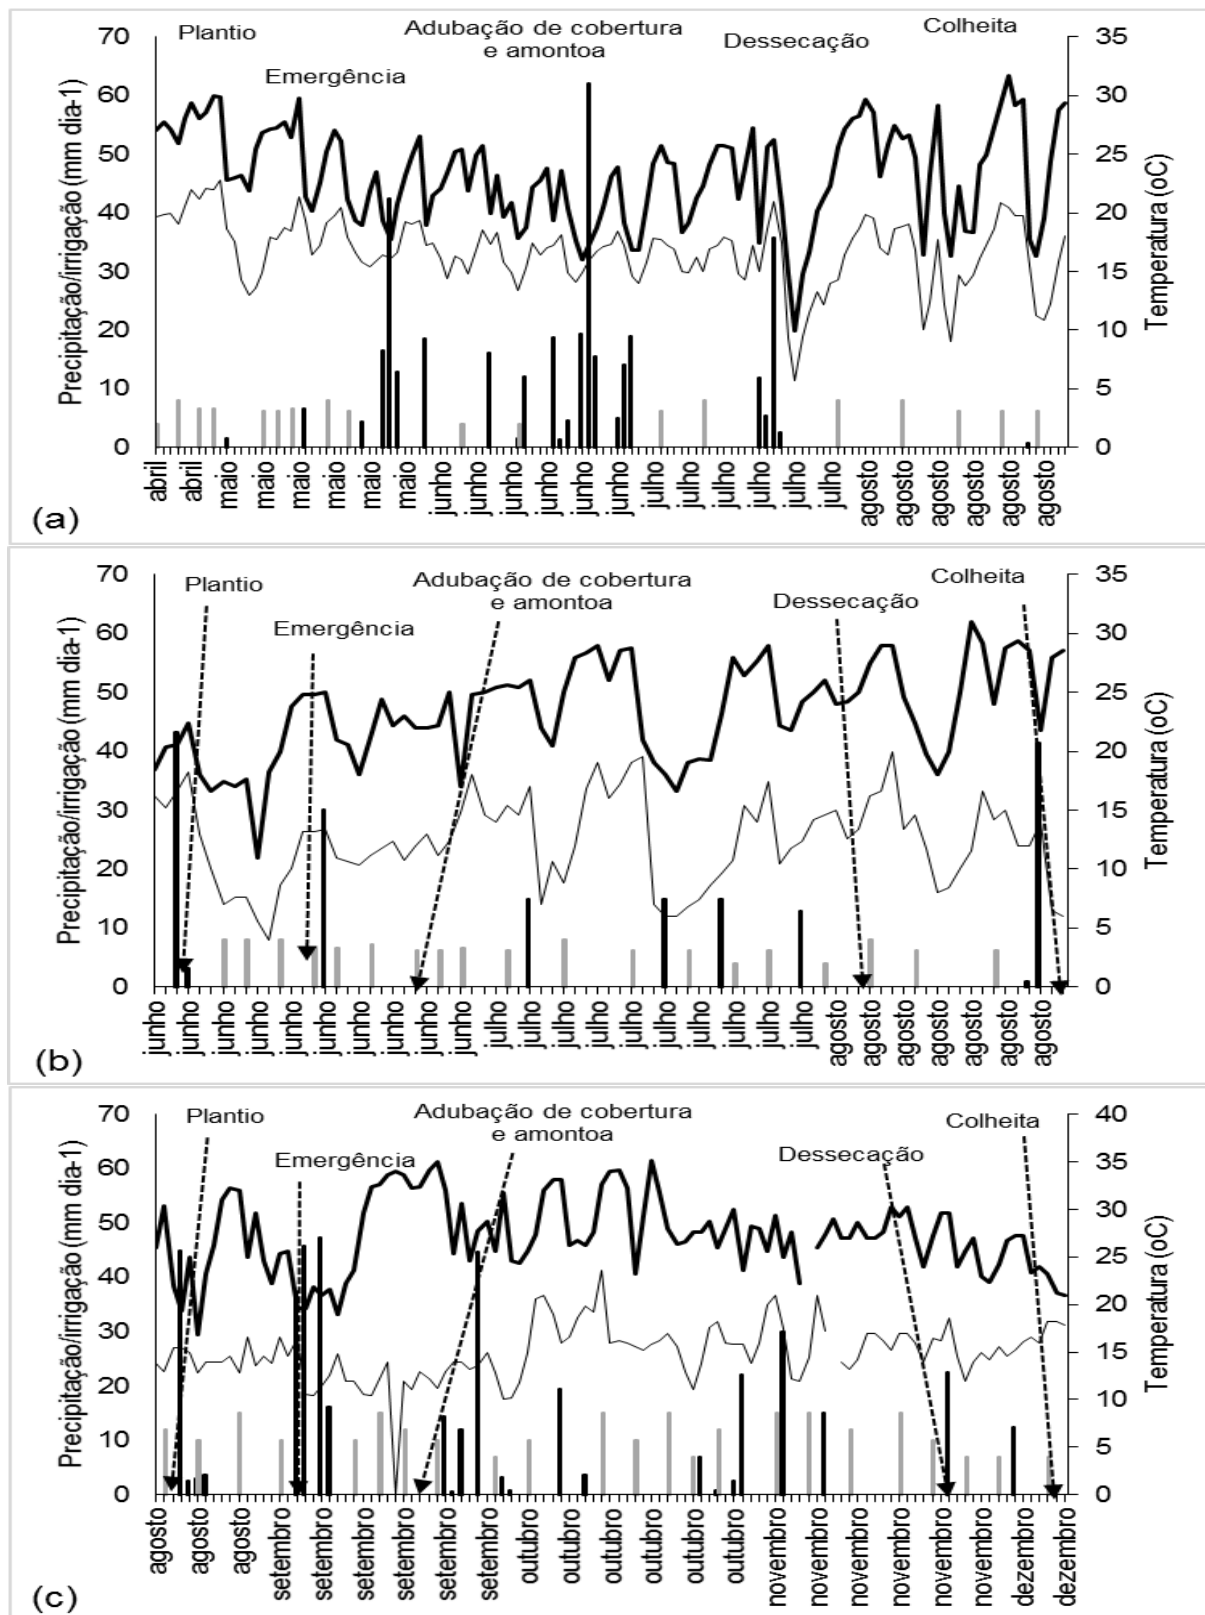 Plantio
Emergência
Adubação de cobertura
e amontoa
Dessecação
Colheita
Precipitação/irrigação (mm dia-1)
70
60
50
40
30
20
10
0
35
30
25
20
15
10
5
0
Temperatura (oC)
abril abril maio maio maio maio maio maio junho junho junho junho junho junho julho julho julho julho julho julho agosto agosto agosto agosto agosto agosto
(a)
Plantio
Emergência
Adubação de cobertura
e amontoa
Dessecação
Colheita
Precipitação/irrigação (mm dia-1)
70
60
50
40
30
20
10
0
35
30
25
20
15
10
5
0
Temperatura (oC)
junho junho junho junho junho junho junho junho junho junho julho julho julho julho julho julho julho julho julho julho agosto agosto agosto agosto agosto agosto agosto
(b)
Plantio
Emergência
Adubação de cobertura
e amontoa
Dessecação
Colheita
Precipitação/irrigação (mm dia-1)
70
60
50
40
30
20
10
0
40
35
30
25
20
15
10
5
0
Temperatura (oC)
agosto agosto agosto setembro setembro setembro setembro setembro setembro outubro outubro outubro outubro outubro outubro novembro novembro novembro novembro novembro novembro dezembro dezembro
(c)